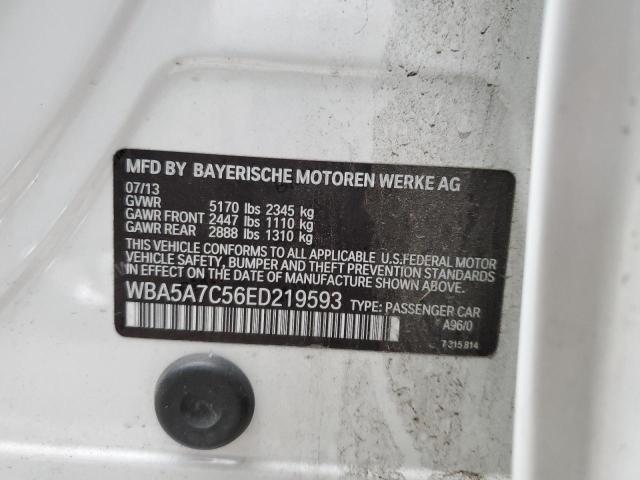 MFD BY BAYERISCHE MOTOREN WERKE AG
07/13
GVWR 5170 lbs 2345 kg
GAWR FRONT 2447 lbs 1110 kg
GAWR REAR 2888 lbs 1310 kg
THIS VEHICLE CONFORMS TO ALL APPLICABLE U.S.FEDERAL MOTOR
VEHICLE SAFETY, BUMPER, AND THEFT PREVENTION STANDARDS
IN EFFECT ON THE DATE OF MANUFACTURE SHOWN ABOVE.
WBA5A7C56ED219593 TYPE: PASSENGER CAR
A96/0
7 315 814